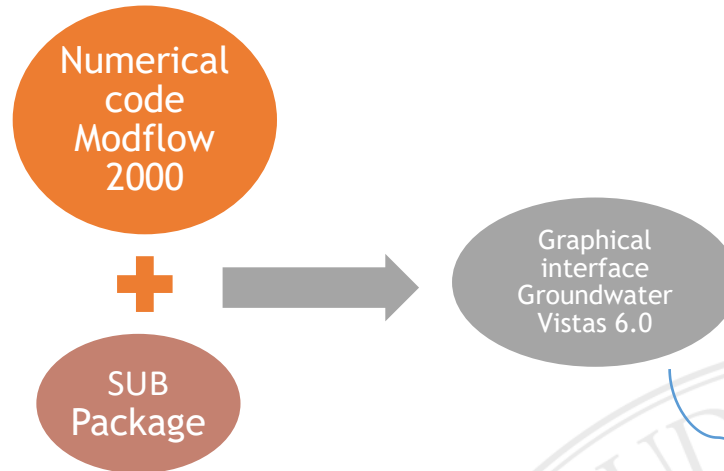 Numerical
code
Modflow
2000
SUB
Package
Graphical
interface
Groundwater
Vistas 6.0